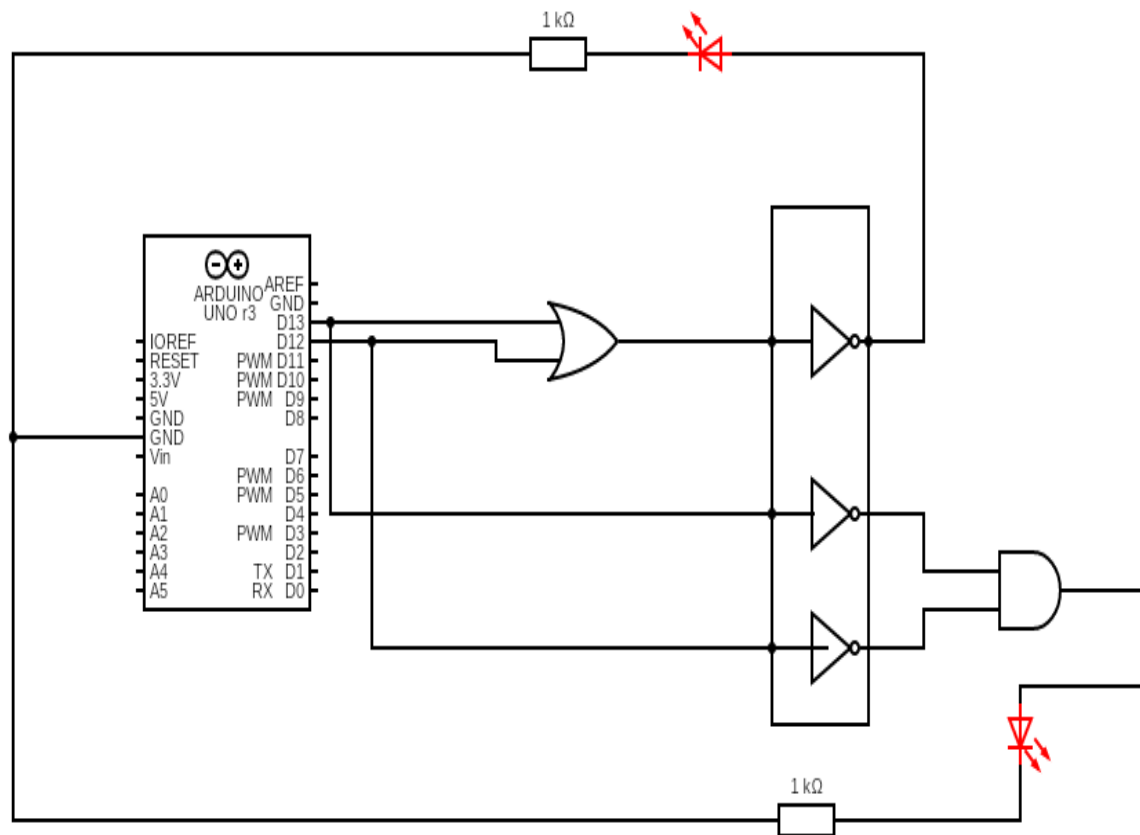 1 kΩ
ARDUINO
UNO r3
AREF
GND
D13
IOREF D12
RESET PWM D11
3.3V PWM D10
5V PWM D9
GND D8
GND
Vin D7
PWM D6
A0 PWM D5
A1 D4
A2 PWM D3
A3 D2
A4 TX D1
A5 RX D0
1 kΩ